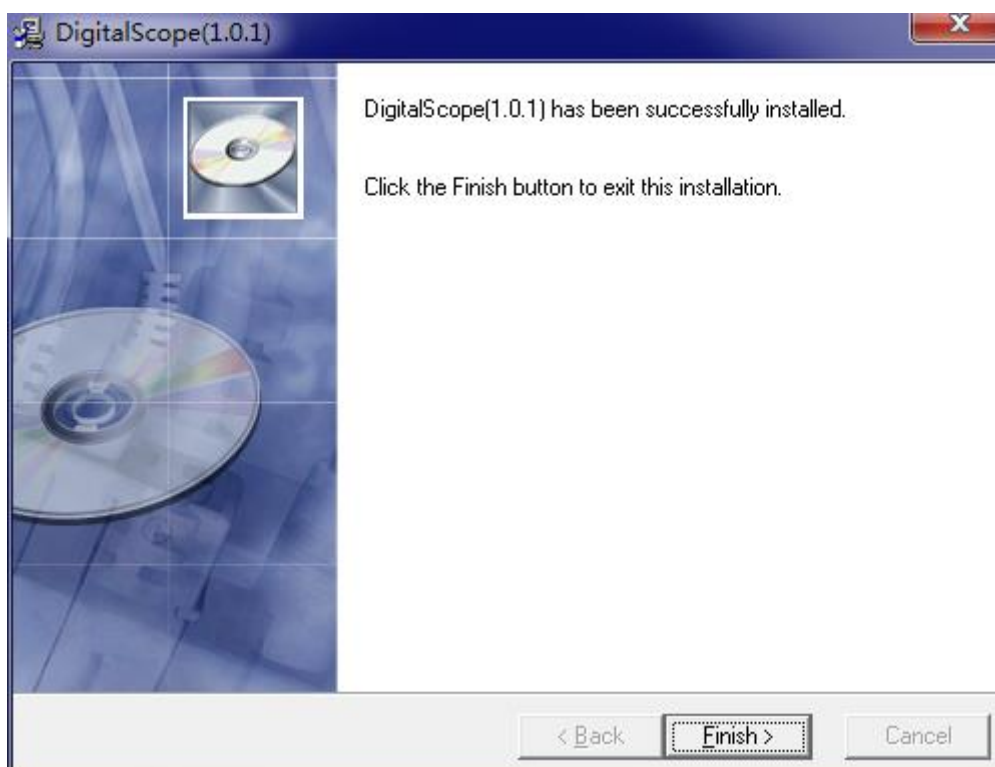 DigitalScope(1.0.1)
DigitalScope(1.0.1) has been successfully installed.
Click the Finish button to exit this installation.
< Back
Finish >
Cancel